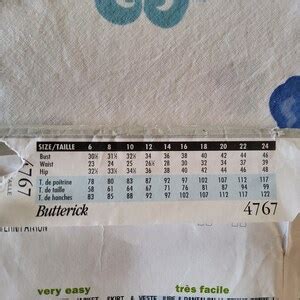 SIZE/TAILLE 6 8 10 12 14 16 18 20 22 24
Bust 30½ 31½ 32½ 34 36 38 40 42 44 46
Waist 23 24 25 26½ 28 30 32 34 37 39
Hip 32½ 33½ 34½ 36 38 40 42 44 46 48
T. de poitrine 78 80 83 87 92 97 102 107 112 117
T. de taille 58 61 64 67 71 76 81 87 94 99
T. de hanches 83 85 88 92 97 102 107 112 117 122
Butterick 4767
4767
very easy très facile